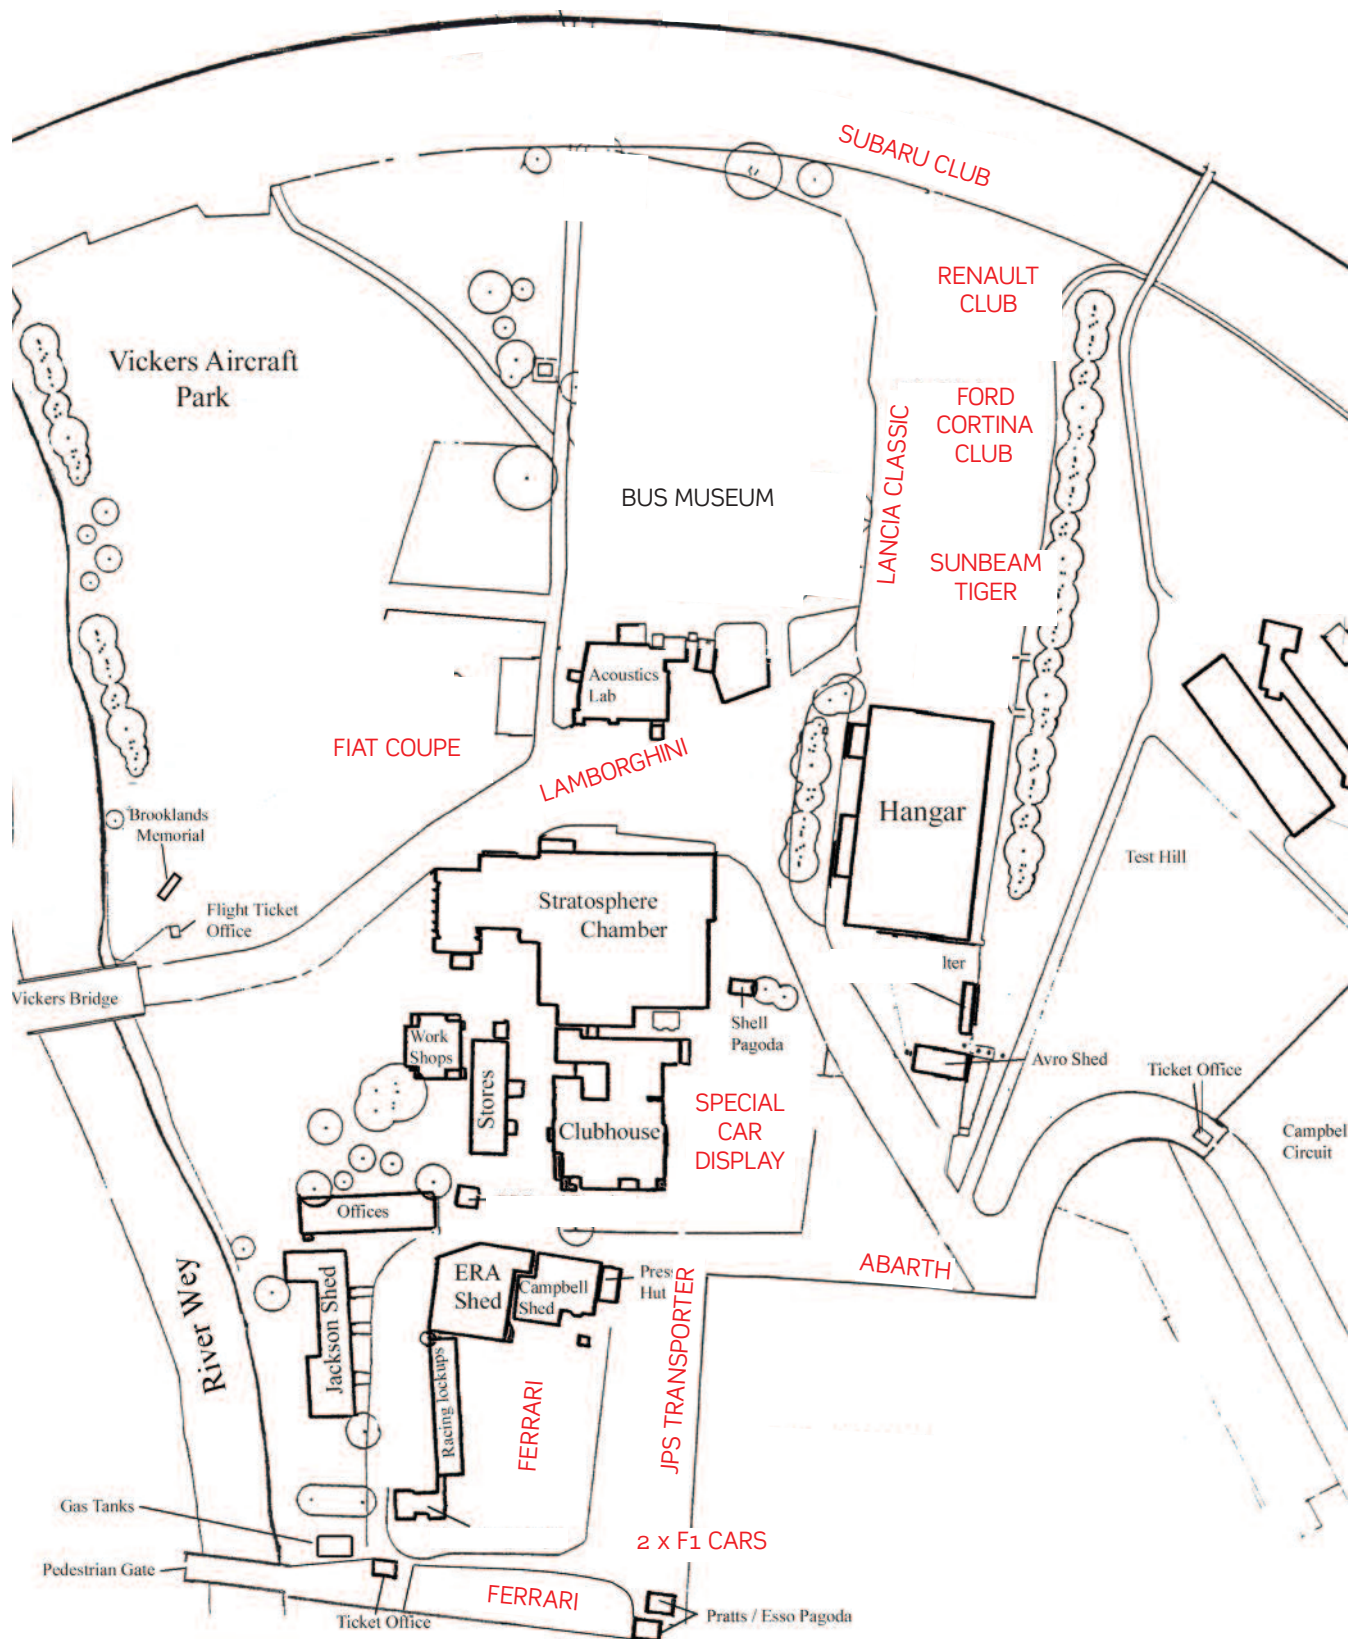 SUBARU CLUB
RENAULT
CLUB
Vickers Aircraft
Park
FORD
CORTINA
CLUB
LANCIA CLASSIC
BUS MUSEUM
SUNBEAM
TIGER
Acoustics
Lab
FIAT COUPE
LAMBORGHINI
Hangar
Brooklands
Memorial
Test Hill
Stratosphere
Chamber
Flight Ticket
Office
lter
Vickers Bridge
Shell
Pagoda
Work
Shops
Avro Shed
Ticket Office
Stores
SPECIAL
CAR
DISPLAY
Clubhouse
Campbel
Circuit
Offices
River Wey
Jackson Shed
ERA
Shed
Campbell
Shed
Pres
Hut
ABARTH
JPS TRANSPORTER
Racing lockups
FERRARI
Gas Tanks
2 x F1 CARS
Pedestrian Gate
FERRARI
Ticket Office
Pratts / Esso Pagoda